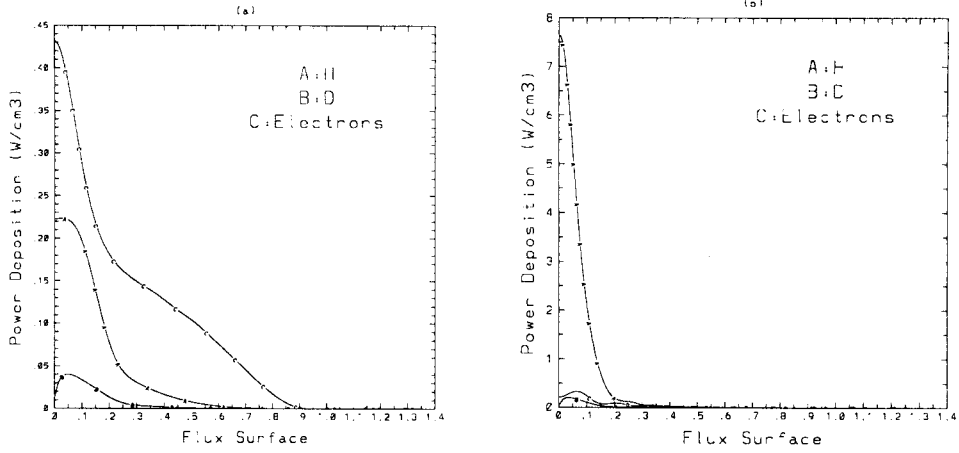 (a)
.45
.40
.35
.30
.25
.20
.15
.10
.05
0
Power Deposition (W/cm3)
A:H
B:D
C:Electrons
0 .1 .2 .3 .4 .5 .6 .7 .8 .9 1.0 1.1 1.2 1.3 1.4
Flux Surface
(b)
8
7
6
5
4
3
2
1
0
Power Deposition (W/cm3)
A:H
B:D
C:Electrons
0 .1 .2 .3 .4 .5 .6 .7 .8 .9 1.0 1.1 1.2 1.3 1.4
Flux Surface